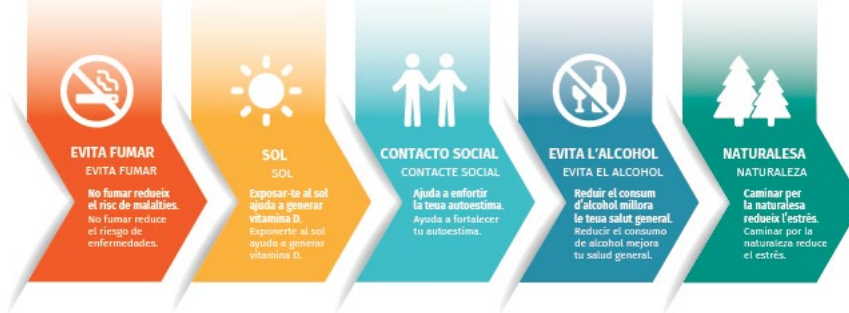 EVITA FUMAR
EVITA FUMAR
No fumar redueix
el risc de malalties.
No fumar reduce
el riesgo de
enfermedades.
SOL
SOL
Exposar-te al sol
ajuda a generar
vitamina D.
Exponerte al sol
ayuda a generar
vitamina D.
CONTACTO SOCIAL
CONTACTE SOCIAL
Ajuda a enfortir
la teua autoestima.
Ayuda a fortalecer
tu autoestima.
EVITA L'ALCOHOL
EVITA EL ALCOHOL
Reduir el consum
d'alcohol millora
le teua salut general.
Reducir el consumo
de alcohol mejora
tu salud general.
NATURALESA
NATURALEZA
Caminar per
la naturalesa
redueix l'estrés.
Caminar por la
naturaleza reduce
el estrés.